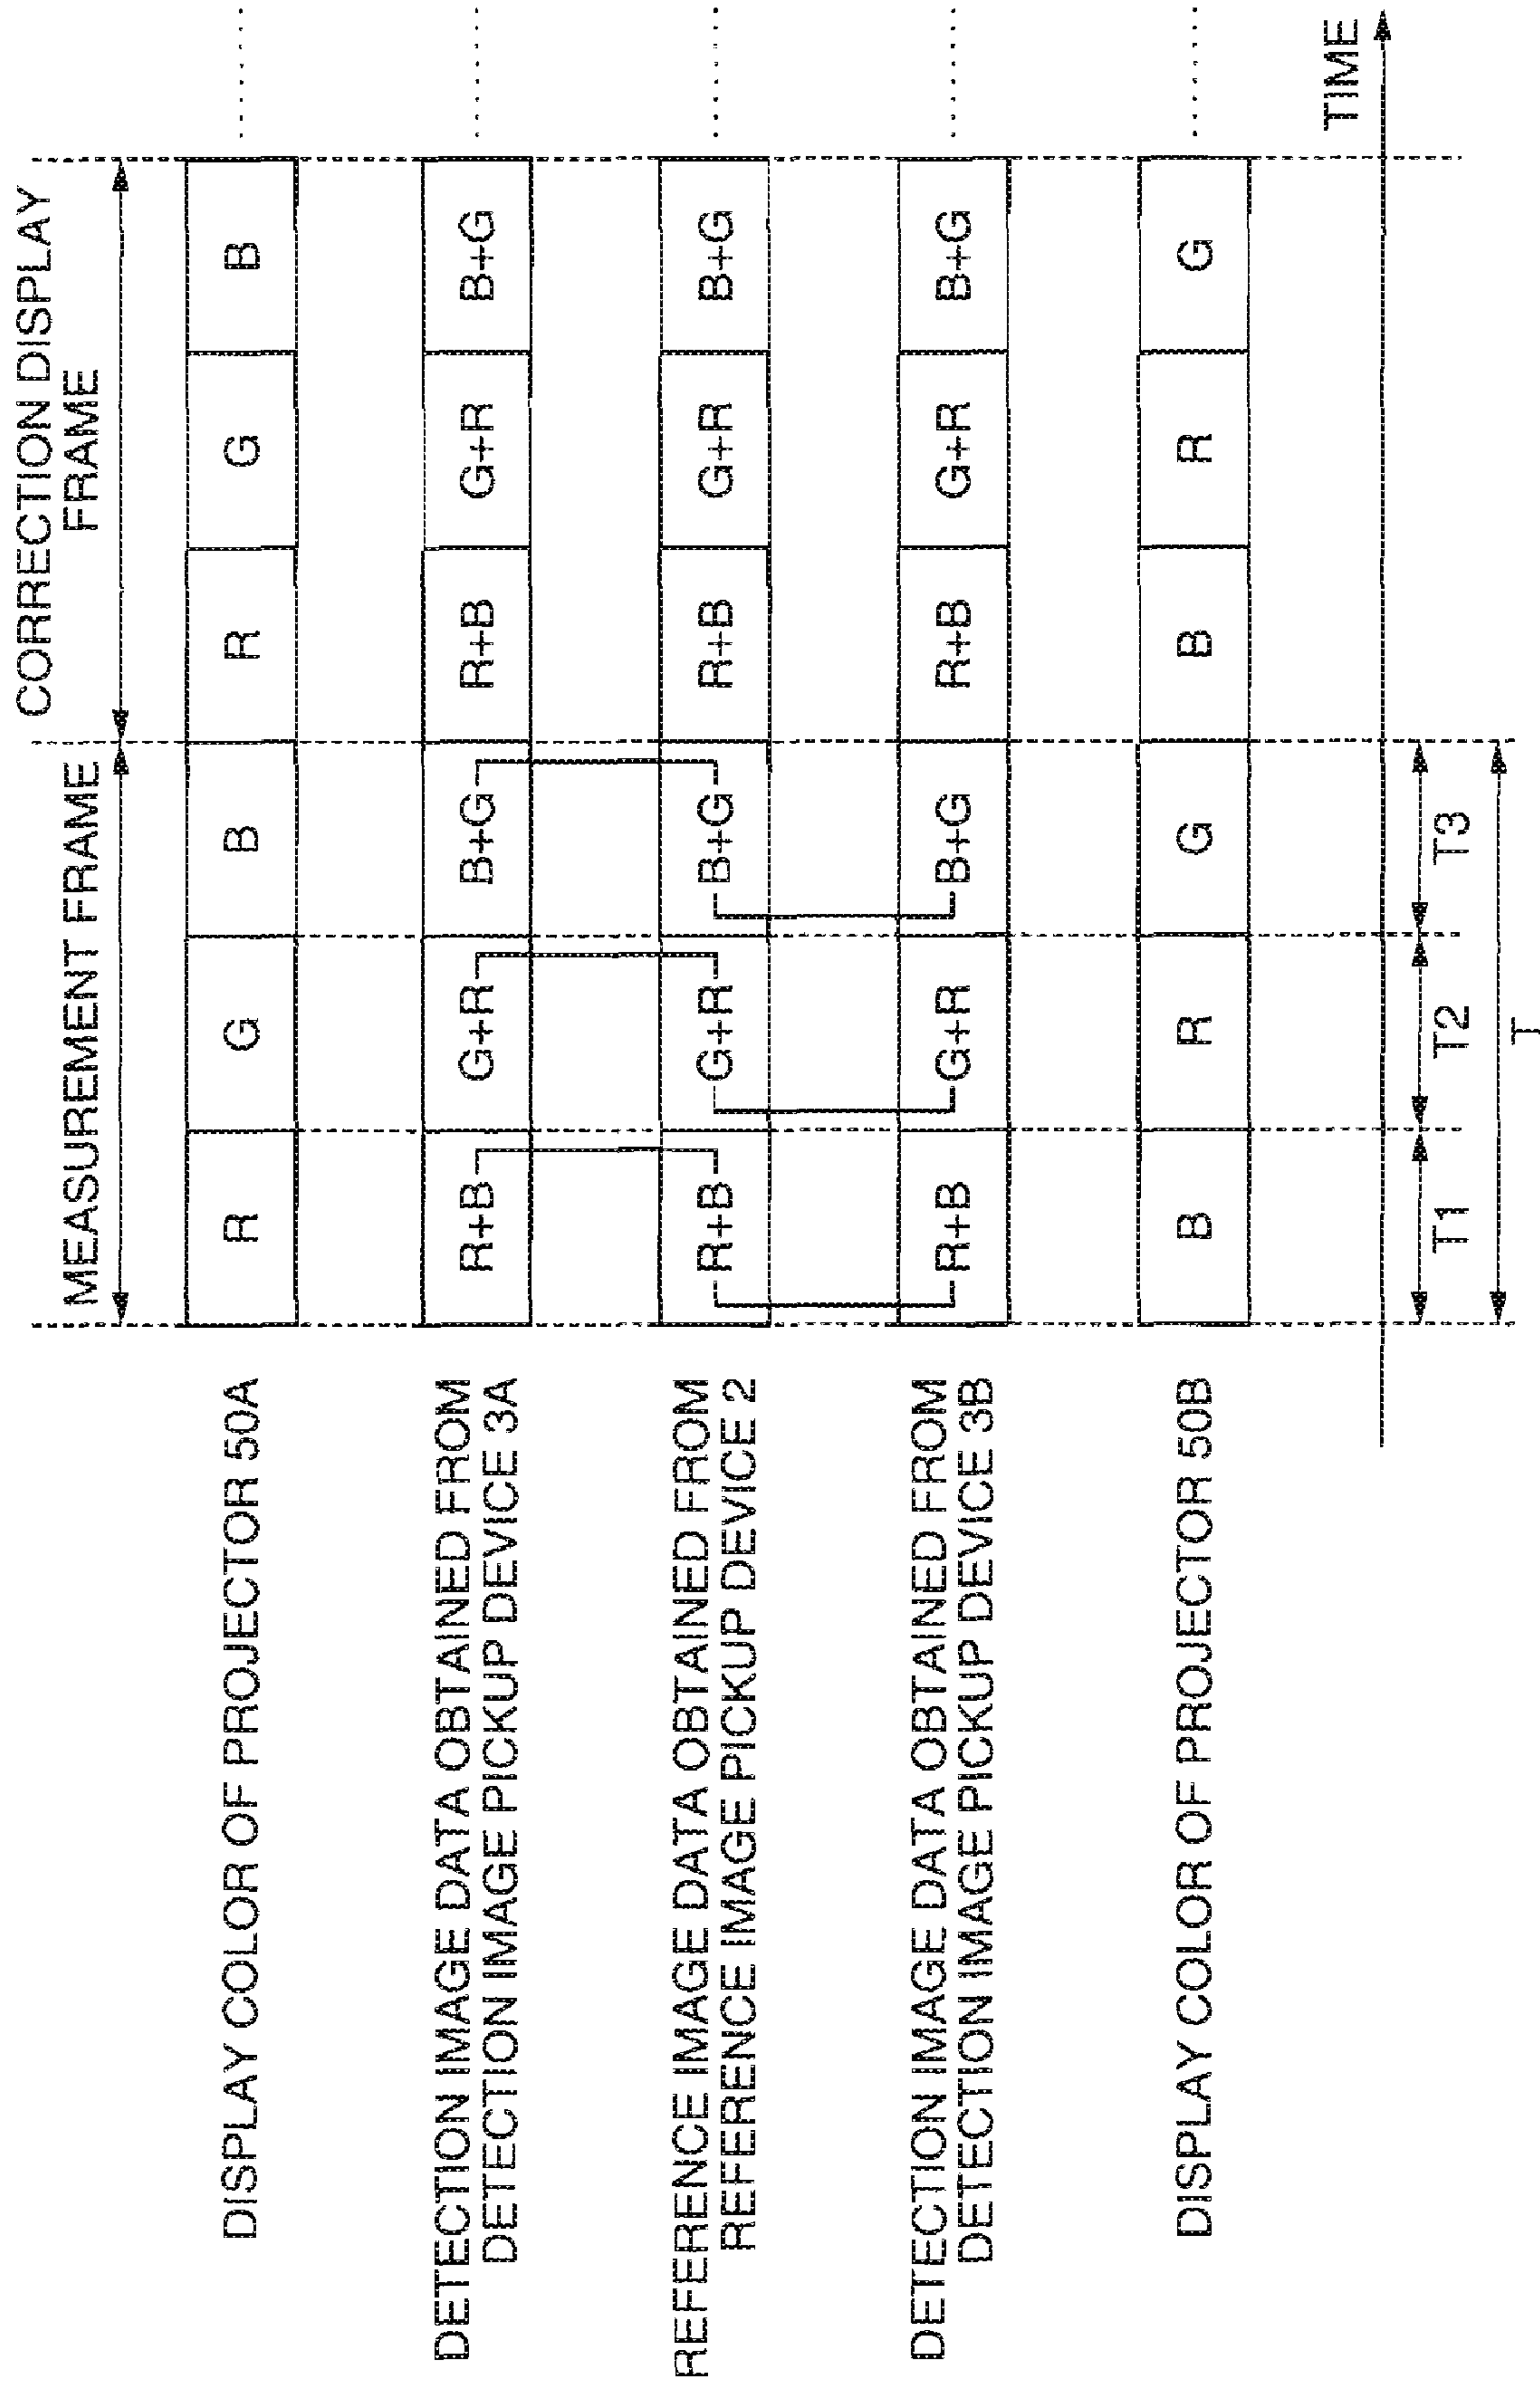 MEASUREMENT FRAME
CORRECTION DISPLAY
FRAME
DISPLAY COLOR OF PROJECTOR 50A
R
G
B
R
G
B
DETECTION IMAGE DATA OBTAINED FROM
DETECTION IMAGE PICKUP DEVICE 3A
R+B
G+R
B+G
R+B
G+R
B+G
REFERENCE IMAGE DATA OBTAINED FROM
REFERENCE IMAGE PICKUP DEVICE 2
R+B
G+R
B+G
R+B
G+R
B+G
DETECTION IMAGE DATA OBTAINED FROM
DETECTION IMAGE PICKUP DEVICE 3B
R+B
G+R
B+G
R+B
G+R
B+G
DISPLAY COLOR OF PROJECTOR 50B
B
R
G
B
R
G
TIME
T1
T2
T3
T